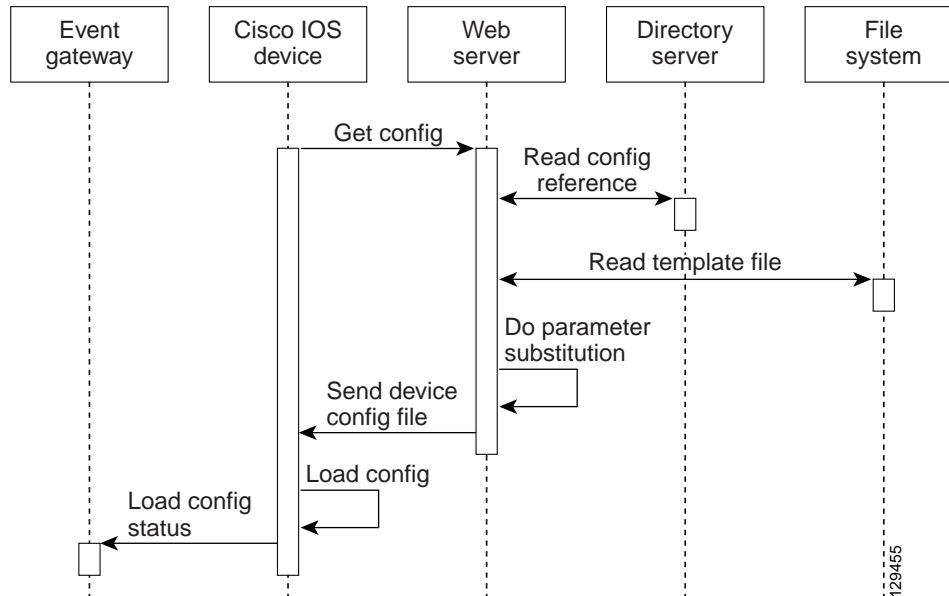 Event
gateway
Cisco IOS
device
Web
server
Directory
server
File
system
Get config
Read config
reference
Read template file
Do parameter
substitution
Send device
config file
Load config
Load config
status
129455